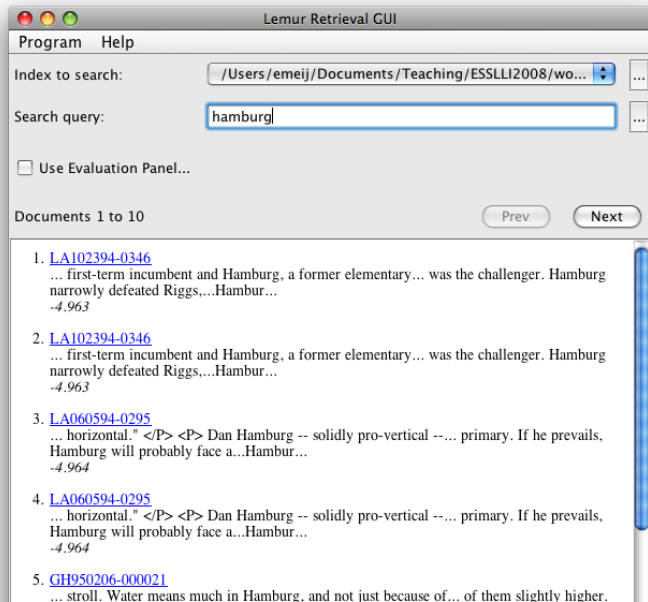 Lemur Retrieval GUI
Program Help
Index to search: /Users/emeij/Documents/Teaching/ESSLLI2008/wo... ...
Search query: hamburg ...
Use Evaluation Panel...
Documents 1 to 10 Prev Next
1. LA102394-0346
... first-term incumbent and Hamburg, a former elementary... was the challenger. Hamburg
narrowly defeated Riggs,...Hambur...
-4.963
2. LA102394-0346
... first-term incumbent and Hamburg, a former elementary... was the challenger. Hamburg
narrowly defeated Riggs,...Hambur...
-4.963
3. LA060594-0295
... horizontal." </P> <P> Dan Hamburg -- solidly pro-vertical --... primary. If he prevails,
Hamburg will probably face a...Hambur...
-4.964
4. LA060594-0295
... horizontal." </P> <P> Dan Hamburg -- solidly pro-vertical --... primary. If he prevails,
Hamburg will probably face a...Hambur...
-4.964
5. GH950206-000021
... stroll. Water means much in Hamburg, and not just because of... of them slightly higher.